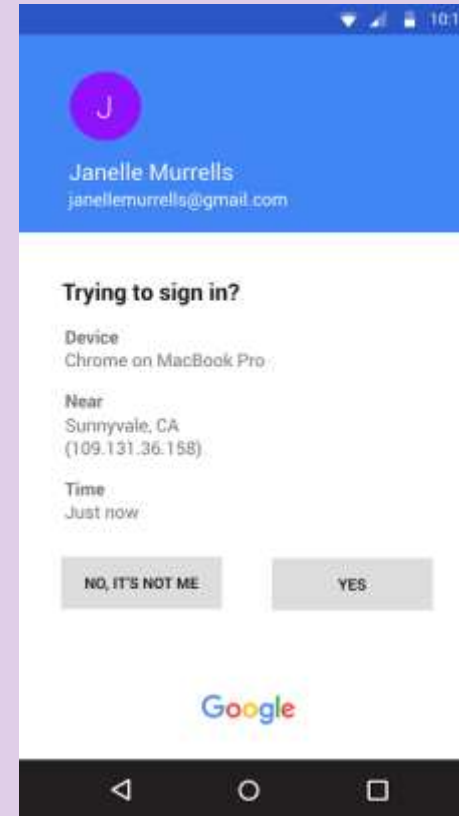 10:1
J
Janelle Murrells
janellemurrells@gmail.com
Trying to sign in?
Device
Chrome on MacBook Pro
Near
Sunnyvale, CA
(109.131.36.158)
Time
Just now
NO, IT'S NOT ME
YES
Google